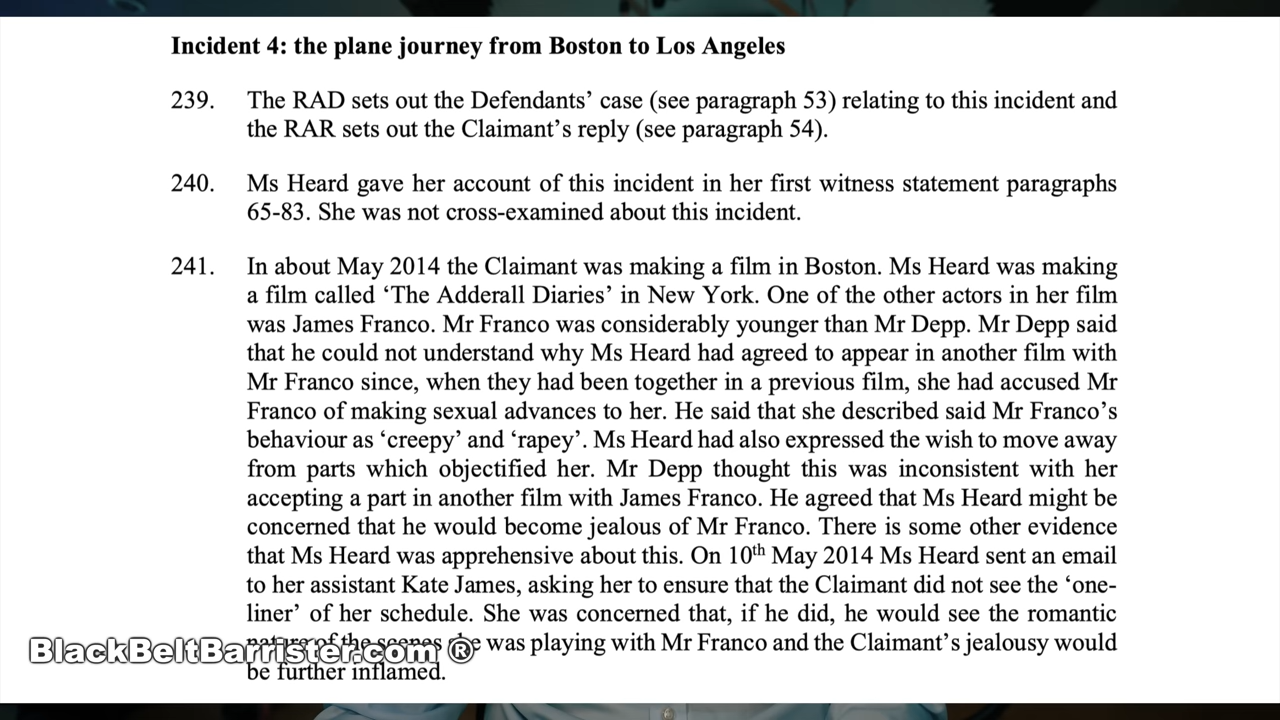 Incident 4: the plane journey from Boston to Los Angeles
239. The RAD sets out the Defendants’ case (see paragraph 53) relating to this incident and
the RAR sets out the Claimant’s reply (see paragraph 54).
240. Ms Heard gave her account of this incident in her first witness statement paragraphs
65-83. She was not cross-examined about this incident.
241. In about May 2014 the Claimant was making a film in Boston. Ms Heard was making
a film called ‘The Adderall Diaries’ in New York. One of the other actors in her film
was James Franco. Mr Franco was considerably younger than Mr Depp. Mr Depp said
that he could not understand why Ms Heard had agreed to appear in another film with
Mr Franco since, when they had been together in a previous film, she had accused Mr
Franco of making sexual advances to her. He said that she described said Mr Franco’s
behaviour as ‘creepy’ and ‘rapey’. Ms Heard had also expressed the wish to move away
from parts which objectified her. Mr Depp thought this was inconsistent with her
accepting a part in another film with James Franco. He agreed that Ms Heard might be
concerned that he would become jealous of Mr Franco. There is some other evidence
that Ms Heard was apprehensive about this. On 10th May 2014 Ms Heard sent an email
to her assistant Kate James, asking her to ensure that the Claimant did not see the ‘one-
liner’ of her schedule. She was concerned that, if he did, he would see the romantic
nature of the scenes she was playing with Mr Franco and the Claimant’s jealousy would
be further inflamed.
BlackBeltBarrister.com ®